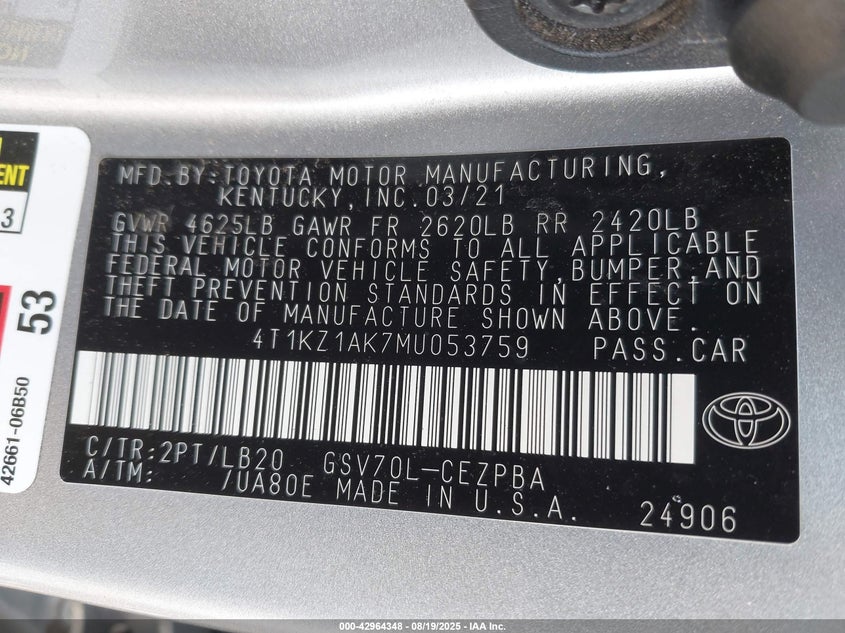 ENT
3
53
42661-06B50
MFD.BY:TOYOTA MOTOR MANUFACTURING,
KENTUCKY,INC.03/21
GVWR 4625LB GAWR FR 2620LB RR 2420LB
THIS VEHICLE CONFORMS TO ALL APPLICABLE
FEDERAL MOTOR VEHICLE SAFETY,BUMPER,AND
THEFT PREVENTION STANDARDS IN EFFECT ON
THE DATE OF MANUFACTURE SHOWN ABOVE.
4T1KZ1AK7MU053759 PASS.CAR
C/TR:2PT/LB20 GSV70L-CEZPBA
A/TM: /UA80E MADE IN U.S.A. 24906
000-42964348 - 08/19/2025 - IAA Inc.